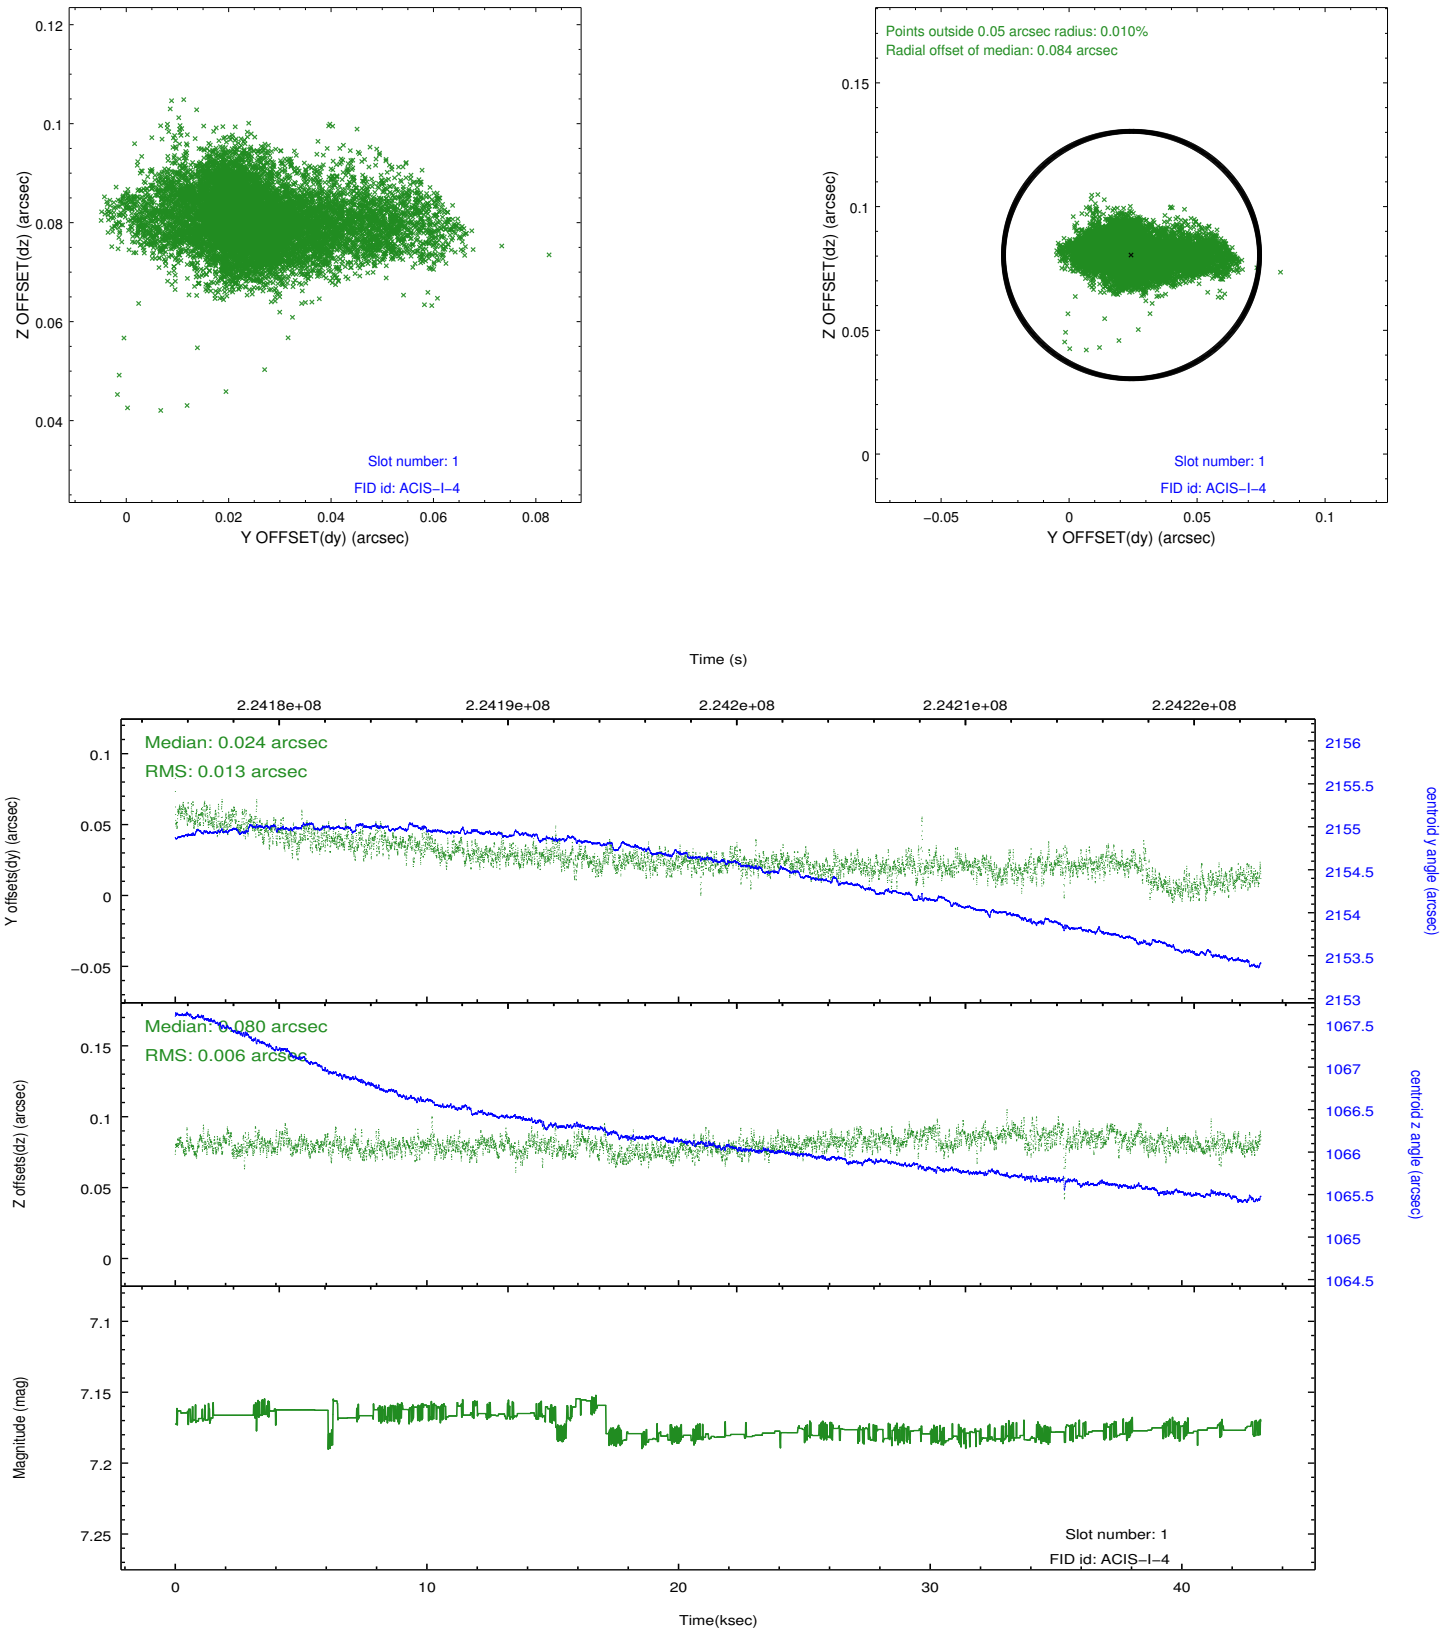 0.12
0.1
0.08
0.06
0.04
Z OFFSET(dz) (arcsec)
Slot number: 1
FID id: ACIS−I−4
0 0.02 0.04 0.06 0.08
Y OFFSET(dy) (arcsec)
Points outside 0.05 arcsec radius: 0.010%
Radial offset of median: 0.084 arcsec
0.15
0.1
0.05
0
Z OFFSET(dz) (arcsec)
Slot number: 1
FID id: ACIS−I−4
−0.05 0 0.05 0.1
Y OFFSET(dy) (arcsec)
Time (s)
2.2418e+08 2.2419e+08 2.242e+08 2.2421e+08 2.2422e+08
Median: 0.024 arcsec
RMS: 0.013 arcsec
0.1
0.05
0
−0.05
Y offsets(dy) (arcsec)
2156
2155.5
2155
2154.5
2154
2153.5
2153
centroid y angle (arcsec)
Median: 0.080 arcsec
RMS: 0.006 arcsec
0.15
0.1
0.05
0
Z offsets(dz) (arcsec)
1067.5
1067
1066.5
1066
1065.5
1065
1064.5
centroid z angle (arcsec)
7.1
7.15
7.2
7.25
Magnitude (mag)
Slot number: 1
FID id: ACIS−I−4
0 10 20 30 40
Time(ksec)